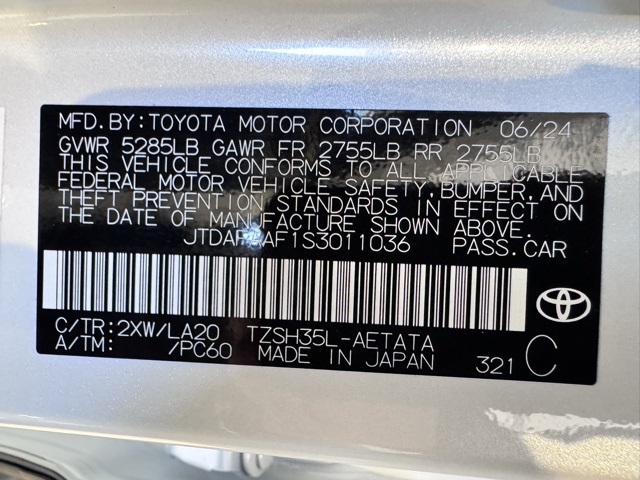 MFD.BY:TOYOTA MOTOR CORPORATION 06/24
GVWR 5285LB GAWR FR 2755LB RR 2755LB
THIS VEHICLE CONFORMS TO ALL APPLICABLE
FEDERAL MOTOR VEHICLE SAFETY,BUMPER,AND
THEFT PREVENTION STANDARDS IN EFFECT ON
THE DATE OF MANUFACTURE SHOWN ABOVE.
JTDAFAAF1S3011036 PASS.CAR
C/TR:2XW/LA20 TZSH35L-AETATA
A/TM: /PC60 MADE IN JAPAN 321 C